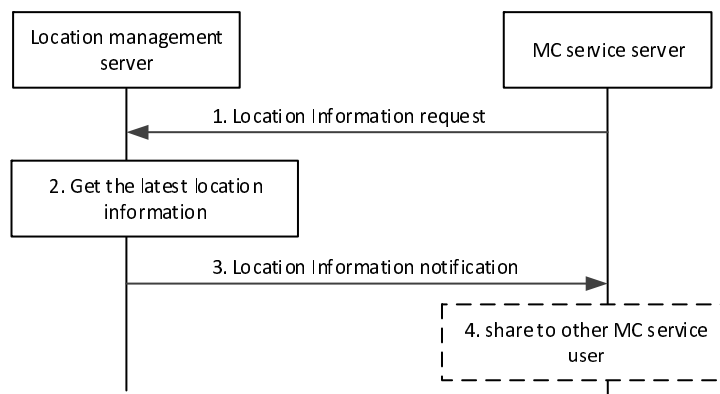 Location management
server
MC service server
1. Location Information request
2. Get the latest location
information
3. Location Information notification
4. share to other MC service
user